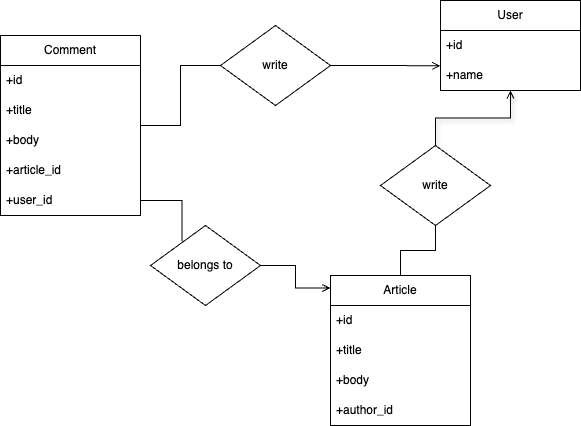 User
+id
+name
Comment
+id
+title
+body
+article_id
+user_id
write
write
belongs to
Article
+id
+title
+body
+author_id